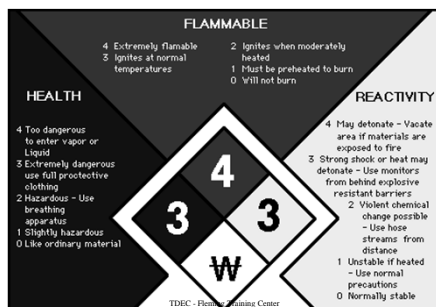 FLAMMABLE
4 Extremely flamable
3 Ignites at normal
temperatures
2 Ignites when moderately
heated
1 Must be preheated to burn
0 Will not burn
HEALTH
4 Too dangerous
to enter vapor or
Liquid
3 Extremely dangerous
use full proctective
clothing
2 Hazardous - Use
breathing
apparatus
1 Slightly hazardous
0 Like ordinary material
REACTIVITY
4 May detonate - Vacate
area if materials are
exposed to fire
3 Strong shock or heat may
detonate - Use monitors
from behind explosive
resistant barriers
2 Violent chemical
change possible
- Use hose
streams from
distance
1 Unstable if heated
- Use normal
precautions
0 Normally stable
4
3
3
W
TDEC - Fleming Training Center